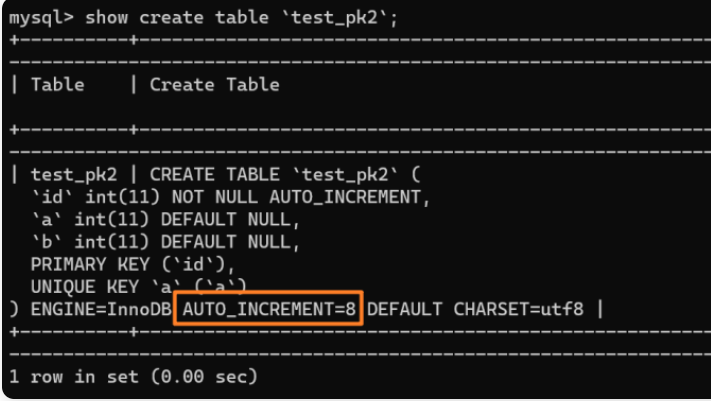 mysql> show create table `test_pk2`;
+----------+-----------------------------------------------------------
-----------------------------------------------------------------------
| Table    | Create Table

+----------+-----------------------------------------------------------
-----------------------------------------------------------------------
| test_pk2 | CREATE TABLE `test_pk2` (
  `id` int(11) NOT NULL AUTO_INCREMENT,
  `a` int(11) DEFAULT NULL,
  `b` int(11) DEFAULT NULL,
  PRIMARY KEY (`id`),
  UNIQUE KEY `a` (`a`)
) ENGINE=InnoDB AUTO_INCREMENT=8 DEFAULT CHARSET=utf8 |
+----------+-----------------------------------------------------------
-----------------------------------------------------------------------
1 row in set (0.00 sec)